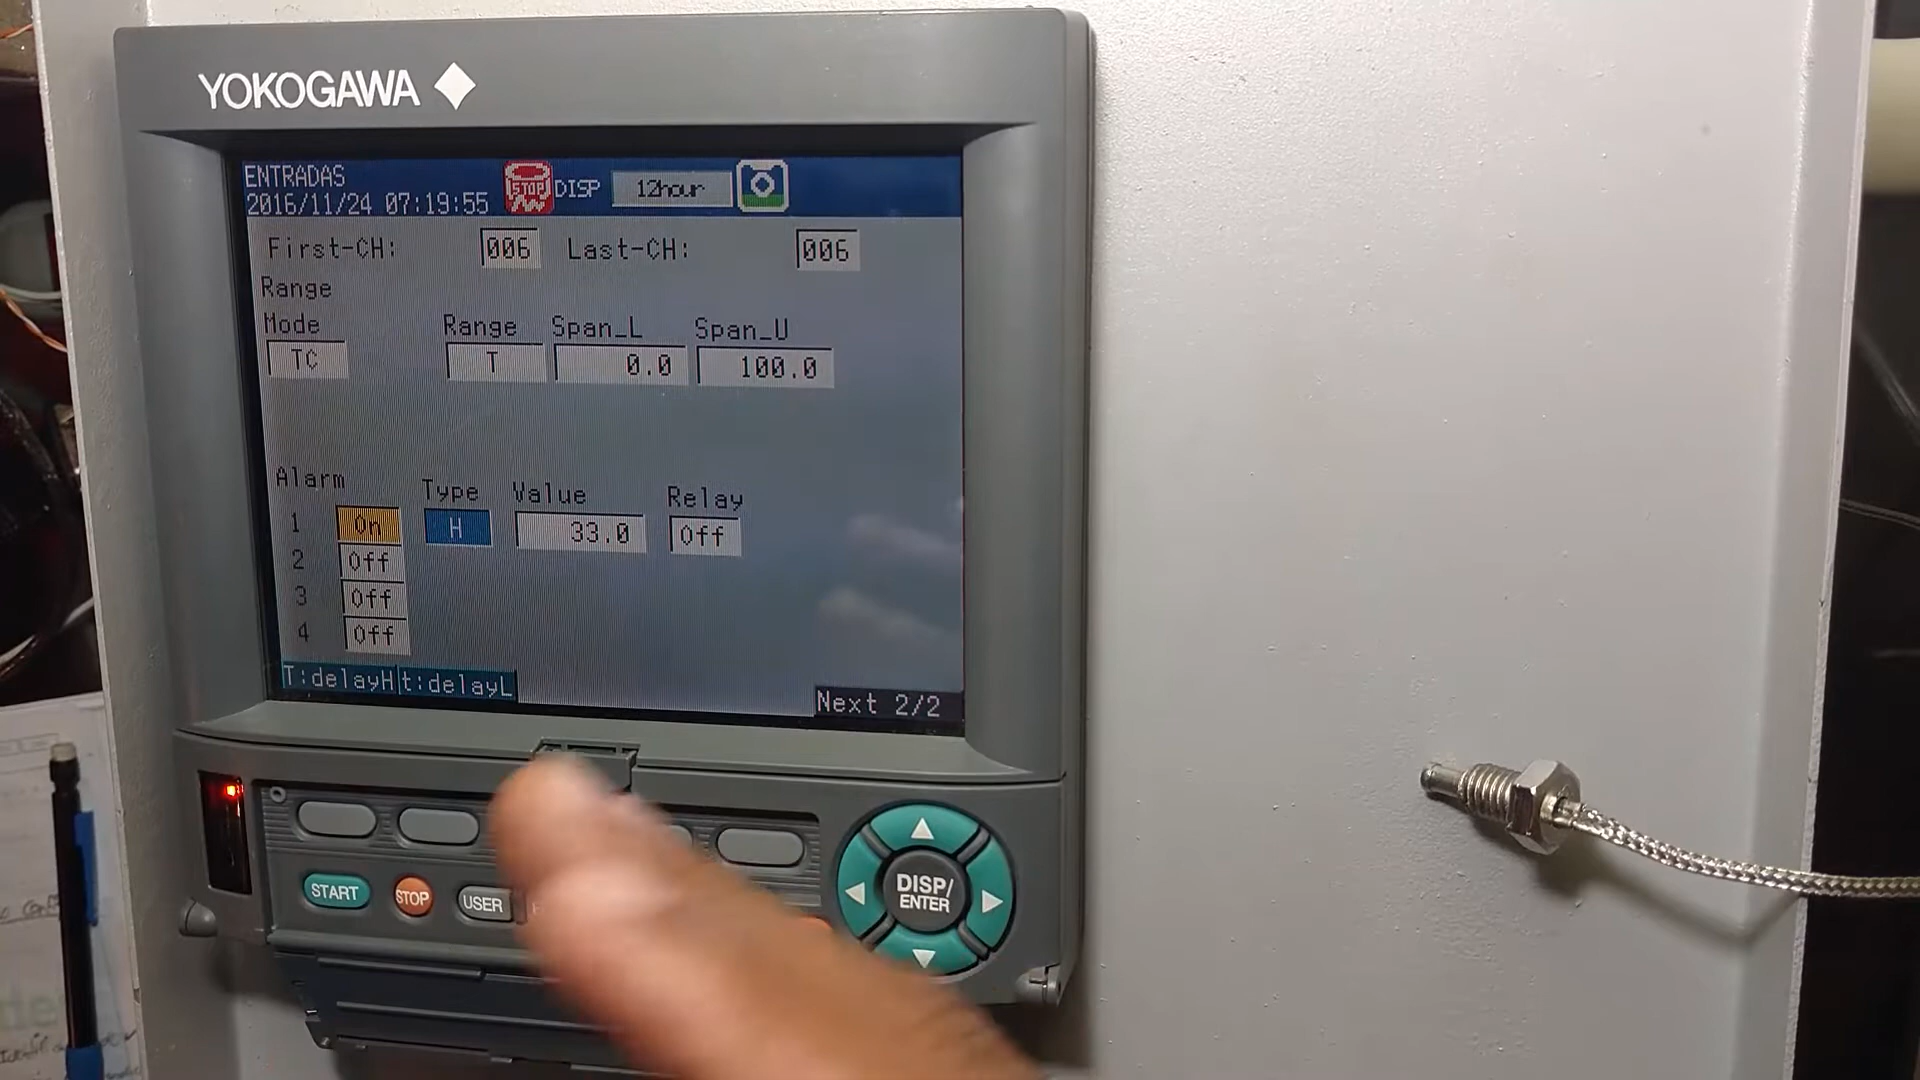 YOKOGAWA
ENTRADAS
2016/11/24 07:19:55
STOP
DISP
12hour
First-CH: 006 Last-CH: 006
Range
Mode Range Span_L Span_U
TC T 0.0 100.0
Alarm Type Value Relay
1 On H 33.0 Off
2 Off
3 Off
4 Off
T:delayH t:delayL
Next 2/2
START STOP USER
DISP/
ENTER